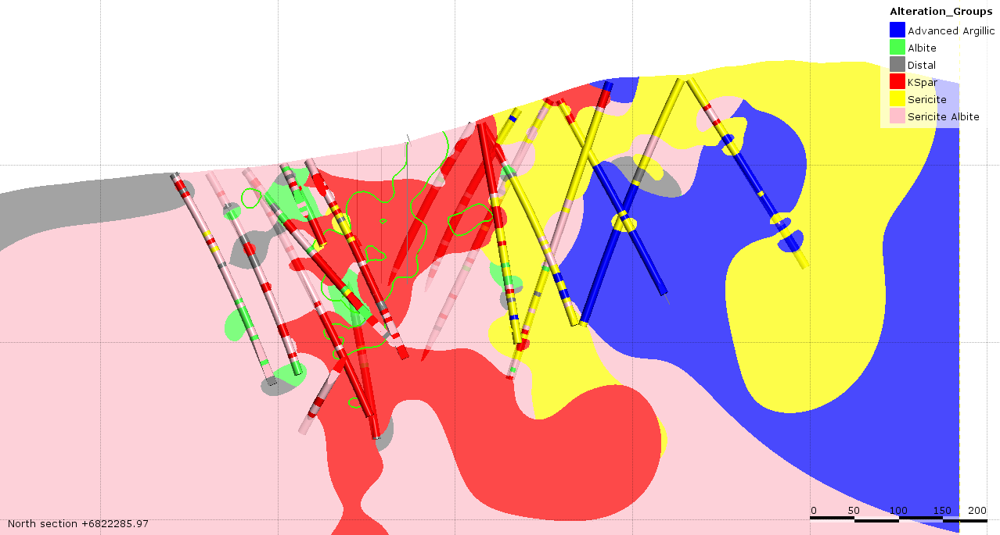 Alteration_Groups
Advanced Argillic
Albite
Distal
KSpar
Sericite
Sericite Albite
0 50 100 150 200
North section +6822285.97